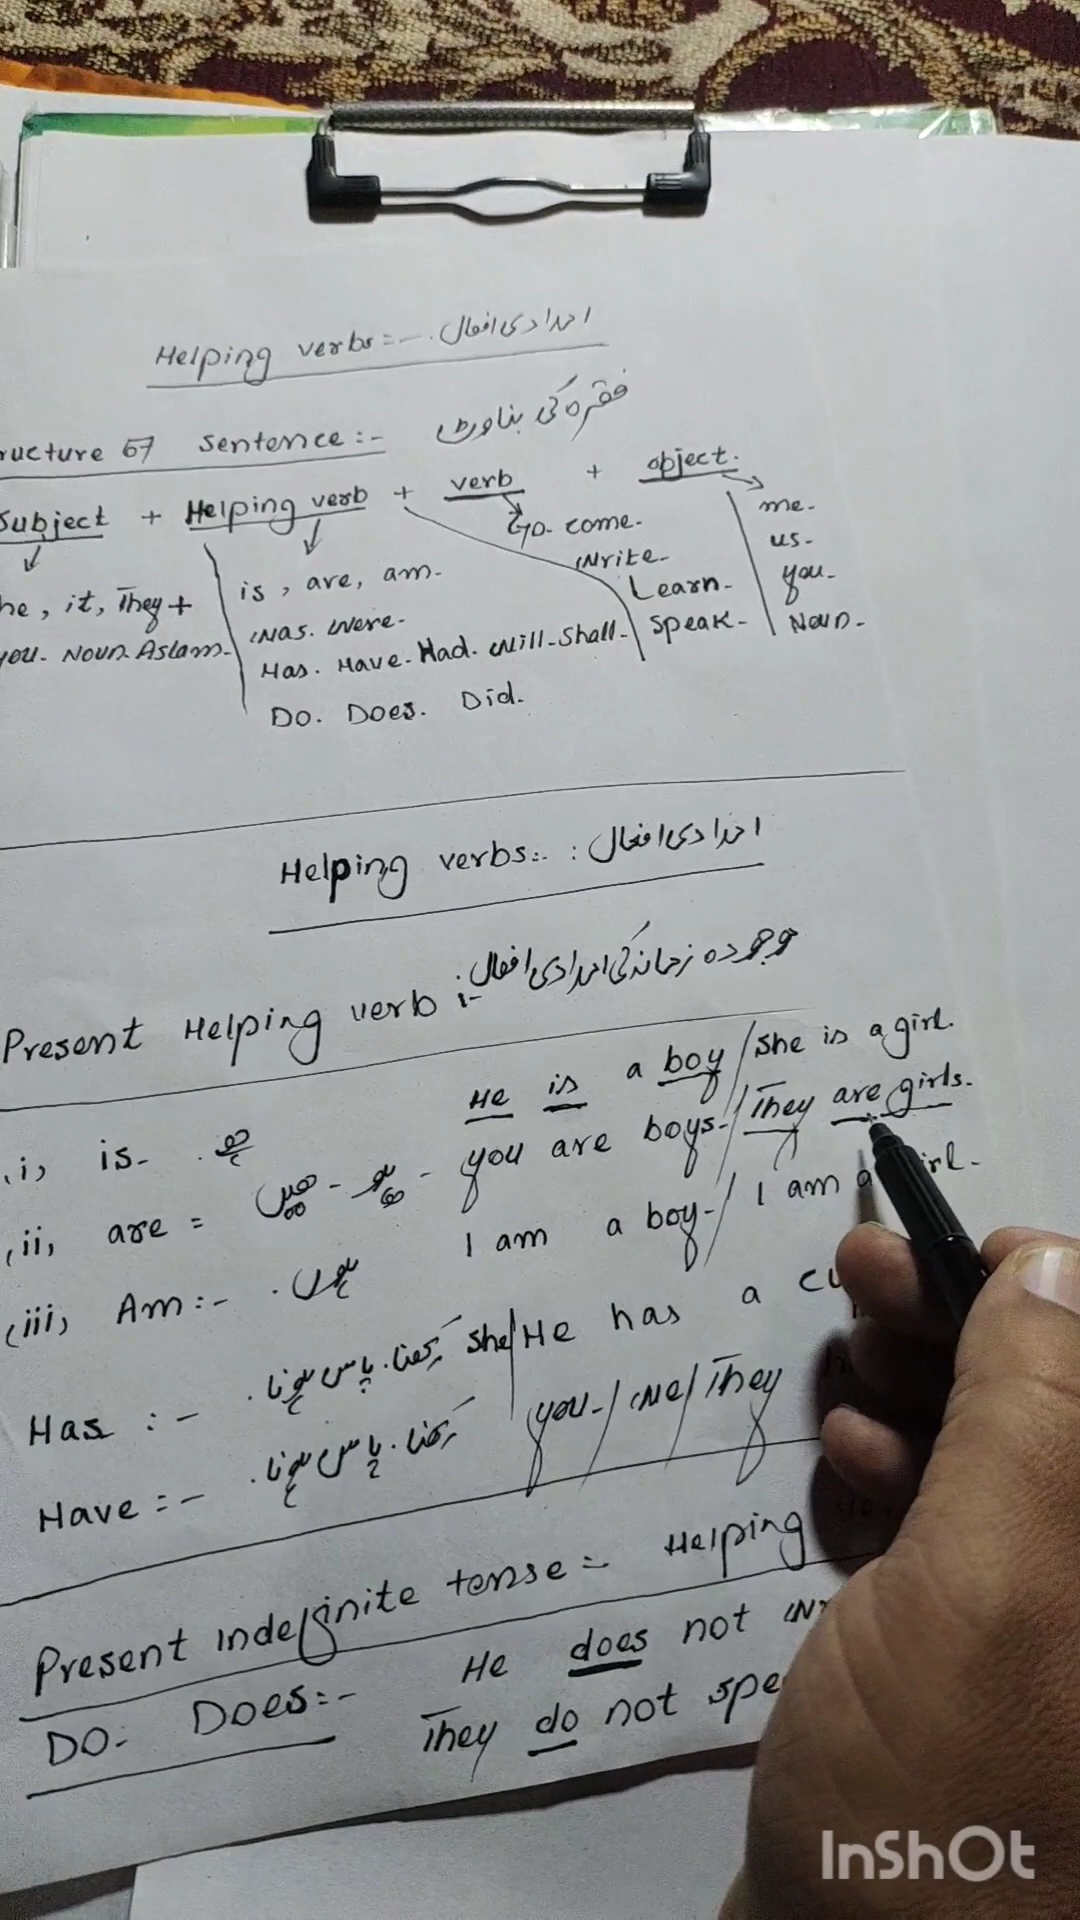 Helping verbs:-. امدادی افعال
ructure of sentence:- فقرہ کی بناوٹ
Subject + Helping verb + verb + object.
he, it, They +
you. Noun. Aslam.
is, are, am.
was. were.
Has. Have. Had. Will. Shall.
Do. Does. Did.
Go. come.
write.
Learn.
Speak.
me.
us.
you.
Noun.
Helping verbs:. : امدادی افعال
Present Helping verb :- موجودہ زمانہ کی امدادی افعال.
(i) is - ہے. He is a boy / She is a girl.
(ii) are = ہیں - ہو - you are boys / They are girls.
(iii) Am :- ہوں. I am a boy / I am a girl.
Has :- رکھنا. پاس ہونا. She/He has a
Have :- رکھنا. پاس ہونا. you / we / They
Present indefinite tense = Helping
DO. Does:- He does not
They do not
InShOt